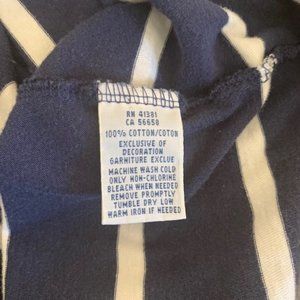 RN 41381
CA 56658
100% COTTON/COTON
EXCLUSIVE OF
DECORATION
GARNITURE EXCLUE
MACHINE WASH COLD
ONLY NON-CHLORINE
BLEACH WHEN NEEDED
REMOVE PROMPTLY
TUMBLE DRY LOW
WARM IRON IF NEEDED